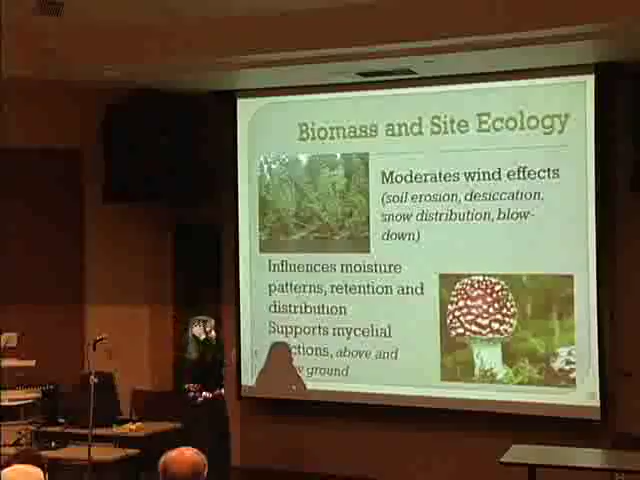 Biomass and Site Ecology
Moderates wind effects
(soil erosion, desiccation,
snow distribution, blow-
down)
Influences moisture
patterns, retention and
distribution
Supports mycelial
above and
ground